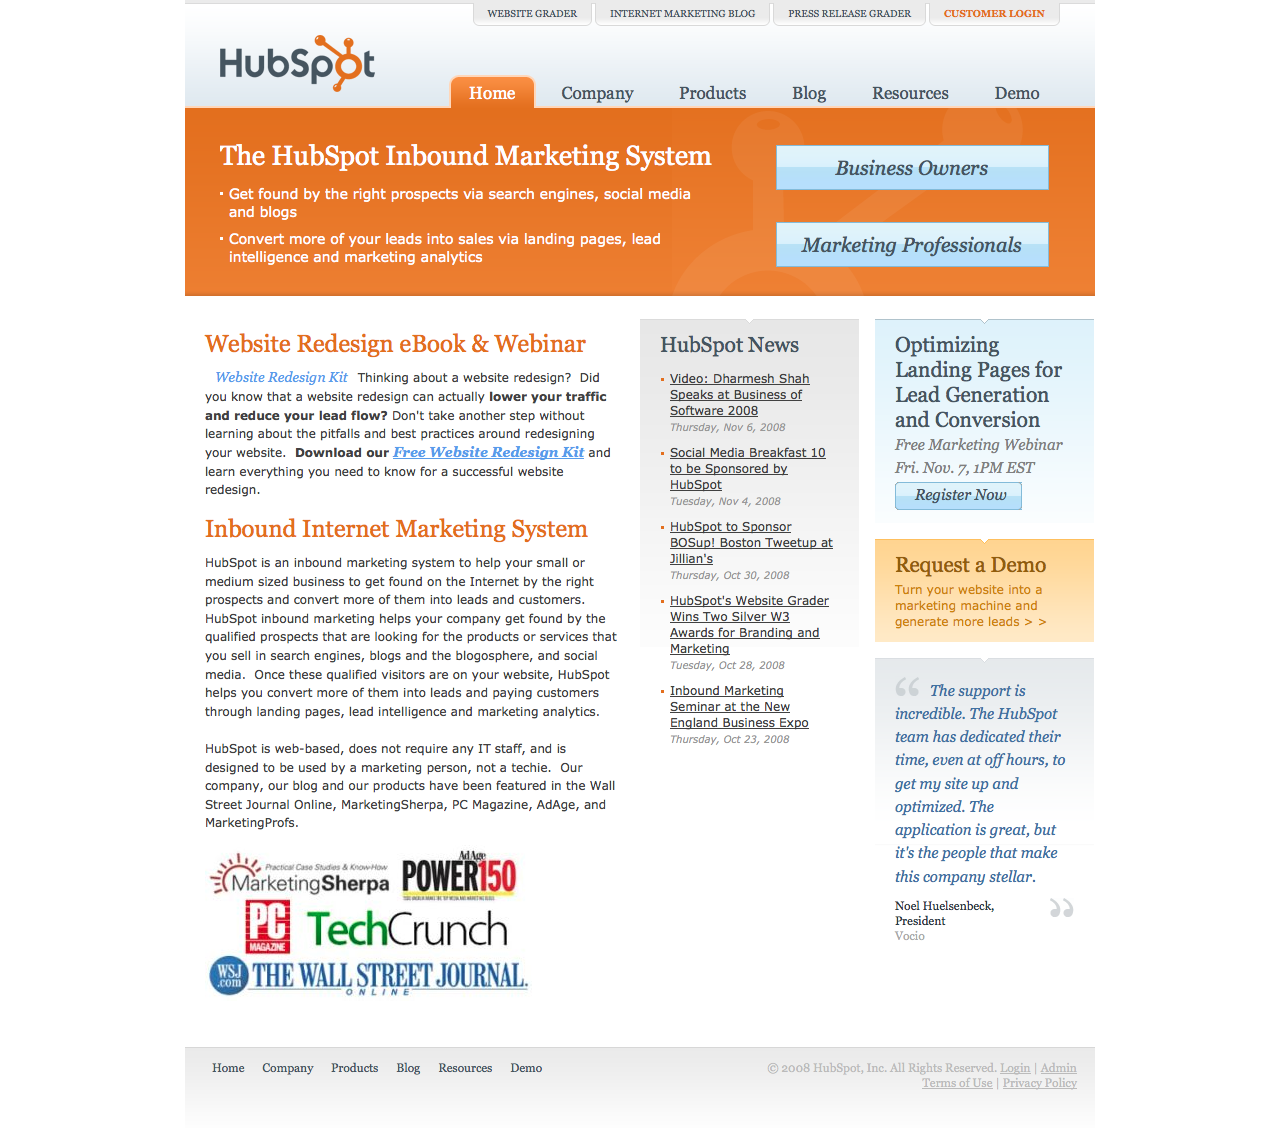 WEBSITE GRADER
INTERNET MARKETING BLOG
PRESS RELEASE GRADER
CUSTOMER LOGIN
HubSpot
Home
Company
Products
Blog
Resources
Demo
The HubSpot Inbound Marketing System
Get found by the right prospects via search engines, social media
and blogs
Convert more of your leads into sales via landing pages, lead
intelligence and marketing analytics
Business Owners
Marketing Professionals
Website Redesign eBook & Webinar
Website Redesign Kit Thinking about a website redesign? Did
you know that a website redesign can actually lower your traffic
and reduce your lead flow? Don't take another step without
learning about the pitfalls and best practices around redesigning
your website. Download our Free Website Redesign Kit and
learn everything you need to know for a successful website
redesign.
Inbound Internet Marketing System
HubSpot is an inbound marketing system to help your small or
medium sized business to get found on the Internet by the right
prospects and convert more of them into leads and customers.
HubSpot inbound marketing helps your company get found by the
qualified prospects that are looking for the products or services that
you sell in search engines, blogs and the blogosphere, and social
media. Once these qualified visitors are on your website, HubSpot
helps you convert more of them into leads and paying customers
through landing pages, lead intelligence and marketing analytics.
HubSpot is web-based, does not require any IT staff, and is
designed to be used by a marketing person, not a techie. Our
company, our blog and our products have been featured in the Wall
Street Journal Online, MarketingSherpa, PC Magazine, AdAge, and
MarketingProfs.
Practical Case Studies & Know-How
MarketingSherpa
AdAge
POWER150
PC
MAGAZINE
TechCrunch
WSJ
.com
THE WALL STREET JOURNAL.
ONLINE
HubSpot News
Video: Dharmesh Shah
Speaks at Business of
Software 2008
Thursday, Nov 6, 2008
Social Media Breakfast 10
to be Sponsored by
HubSpot
Tuesday, Nov 4, 2008
HubSpot to Sponsor
BOSup! Boston Tweetup at
Jillian's
Thursday, Oct 30, 2008
HubSpot's Website Grader
Wins Two Silver W3
Awards for Branding and
Marketing
Tuesday, Oct 28, 2008
Inbound Marketing
Seminar at the New
England Business Expo
Thursday, Oct 23, 2008
Optimizing
Landing Pages for
Lead Generation
and Conversion
Free Marketing Webinar
Fri. Nov. 7, 1PM EST
Register Now
Request a Demo
Turn your website into a
marketing machine and
generate more leads > >
“ The support is
incredible. The HubSpot
team has dedicated their
time, even at off hours, to
get my site up and
optimized. The
application is great, but
it's the people that make
this company stellar.
Noel Huelsenbeck, ”
President
Vocio
Home
Company
Products
Blog
Resources
Demo
© 2008 HubSpot, Inc. All Rights Reserved. Login | Admin
Terms of Use | Privacy Policy